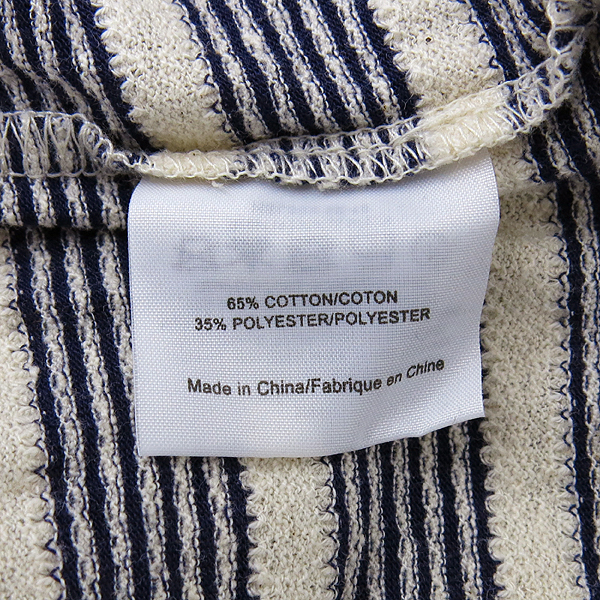 65% COTTON/COTON
35% POLYESTER/POLYESTER
Made in China/Fabrique en Chine